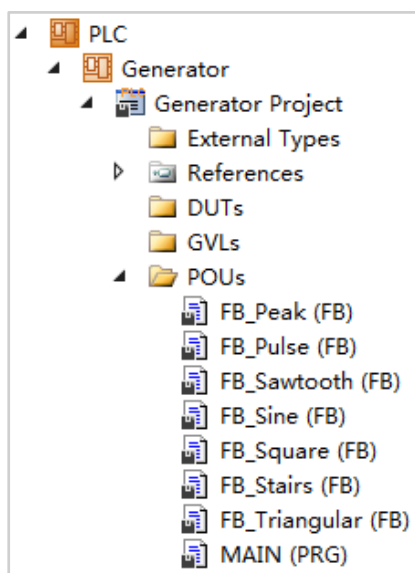 PLC
Generator
Generator Project
External Types
References
DUTs
GVLs
POUs
FB_Peak (FB)
FB_Pulse (FB)
FB_Sawtooth (FB)
FB_Sine (FB)
FB_Square (FB)
FB_Stairs (FB)
FB_Triangular (FB)
MAIN (PRG)